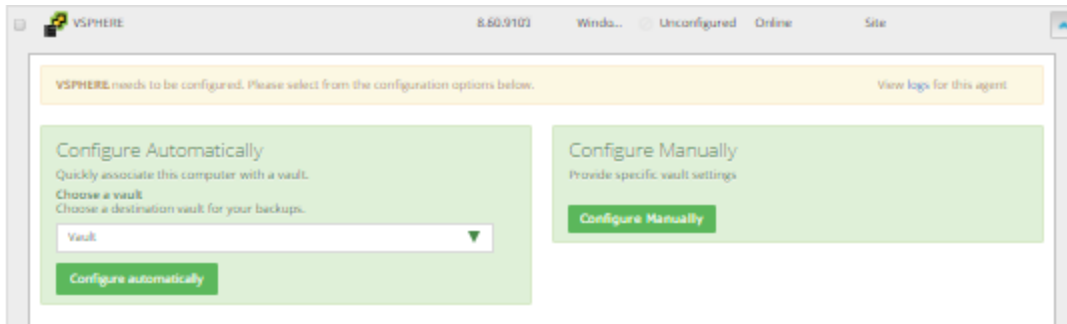 VSPHERE 8.60.9103 Windo... Unconfigured Online Site
VSPHERE needs to be configured. Please select from the configuration options below. View logs for this agent
Configure Automatically
Quickly associate this computer with a vault.
Choose a vault
Choose a destination vault for your backups.
Vault
Configure automatically
Configure Manually
Provide specific vault settings
Configure Manually